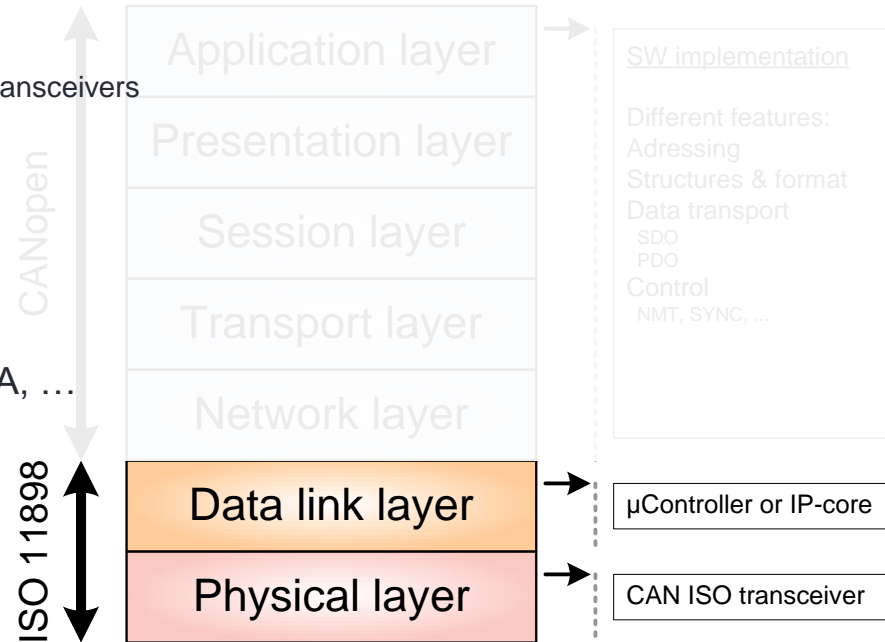 Application layer
SW implementation
ansceivers
Different features:
Presentation layer
Adressing
Structures & format
CANopen
Session layer
Data transport
SDO
PDO
Control
Transport layer
NMT, SYNC, ...
A, …
Network layer
ISO 11898
Data link layer
µController or IP-core
Physical layer
CAN ISO transceiver